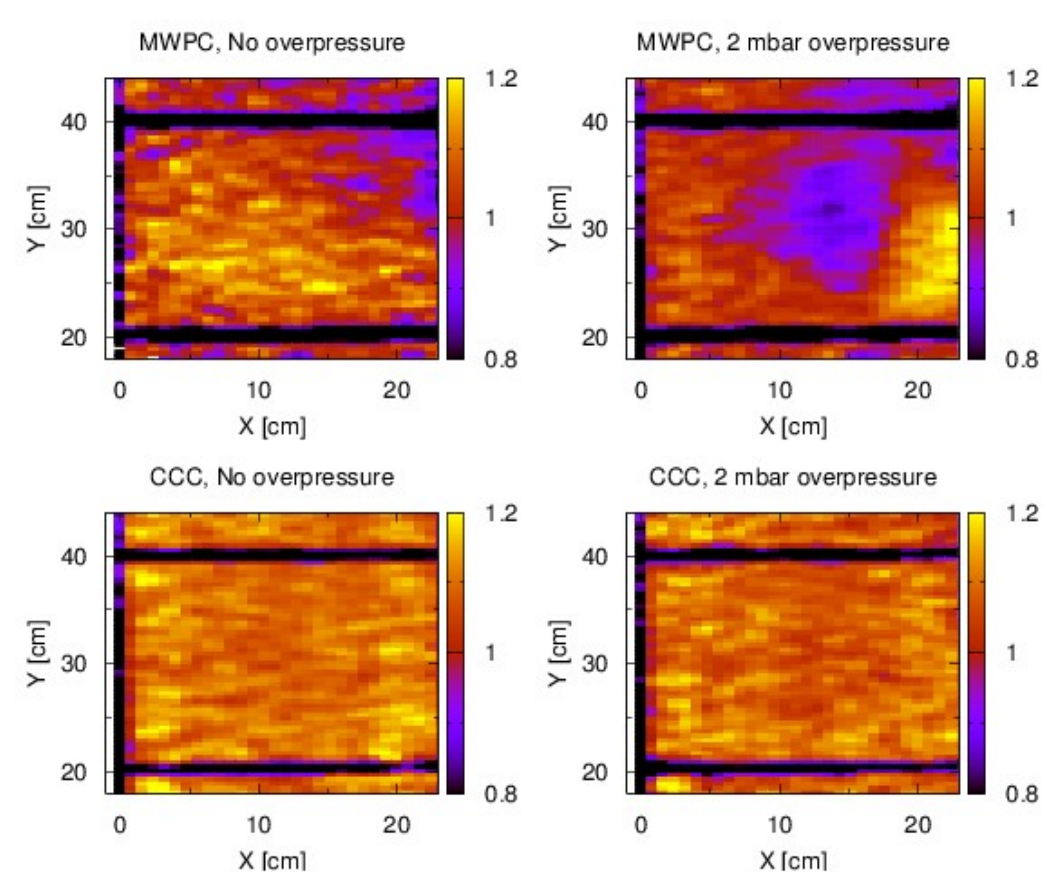 MWPC, No overpressure
1.2
1
0.8
40
30
20
Y [cm]
0 10 20
X [cm]
MWPC, 2 mbar overpressure
1.2
1
0.8
40
30
20
Y [cm]
0 10 20
X [cm]
CCC, No overpressure
1.2
1
0.8
40
30
20
Y [cm]
0 10 20
X [cm]
CCC, 2 mbar overpressure
1.2
1
0.8
40
30
20
Y [cm]
0 10 20
X [cm]